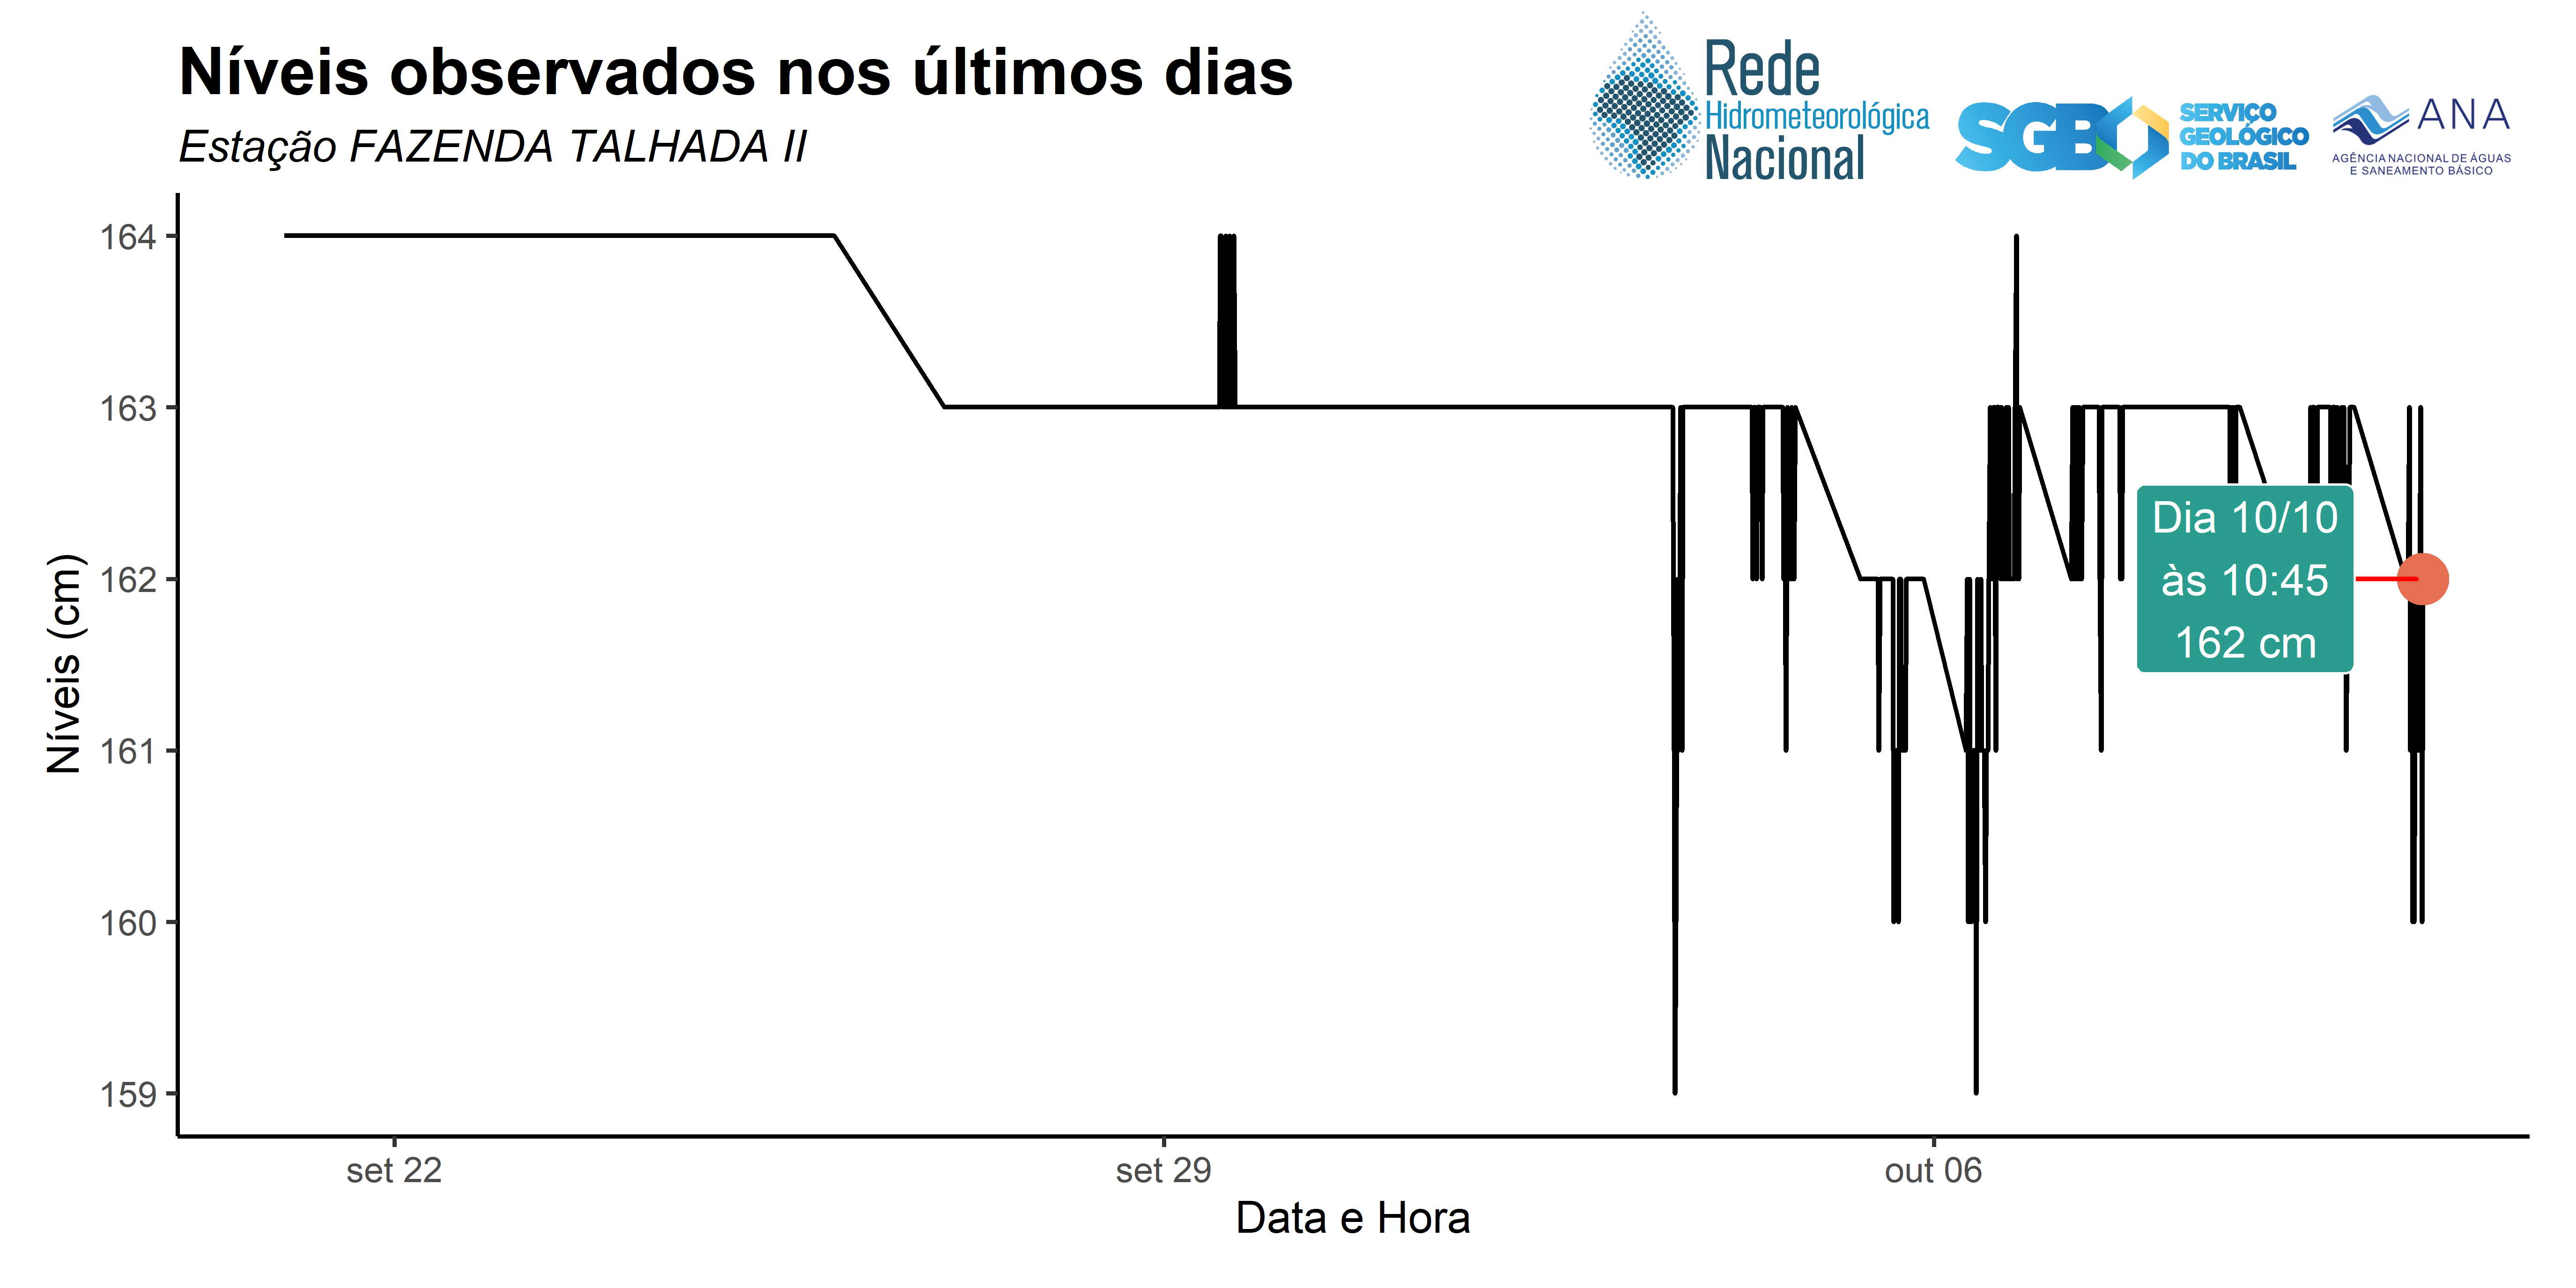 Níveis observados nos últimos dias
Estação FAZENDA TALHADA II
Rede
Hidrometeorológica
Nacional
SGB
SERVIÇO
GEOLÓGICO
DO BRASIL
ANA
AGÊNCIA NACIONAL DE ÁGUAS
E SANEAMENTO BÁSICO
164
163
162
161
160
159
Níveis (cm)
Dia 10/10
às 10:45
162 cm
set 22
set 29
out 06
Data e Hora